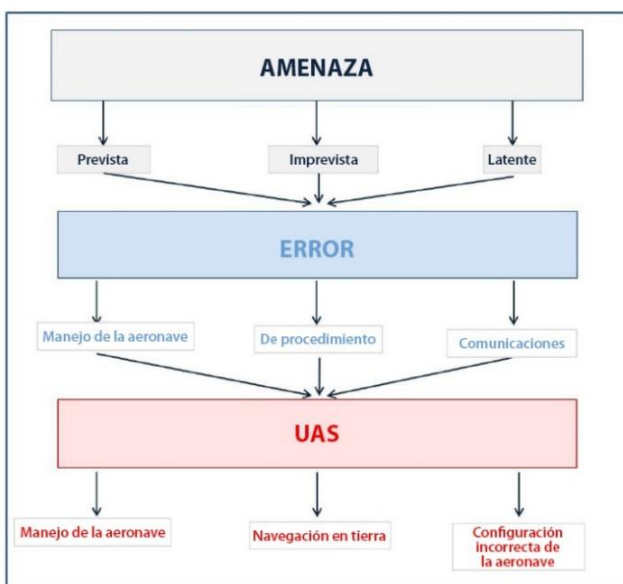 AMENAZA
Prevista
Imprevista
Latente
ERROR
Manejo de la aeronave
De procedimiento
Comunicaciones
UAS
Manejo de la aeronave
Navegación en tierra
Configuración
incorrecta de
la aeronave